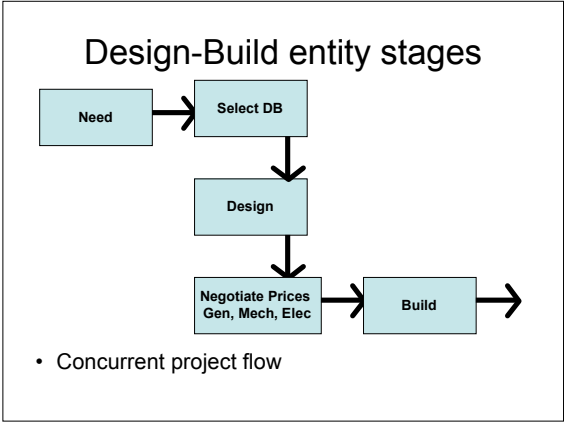 Design-Build entity stages
Need
Select DB
Design
Negotiate Prices
Gen, Mech, Elec
Build
• Concurrent project flow